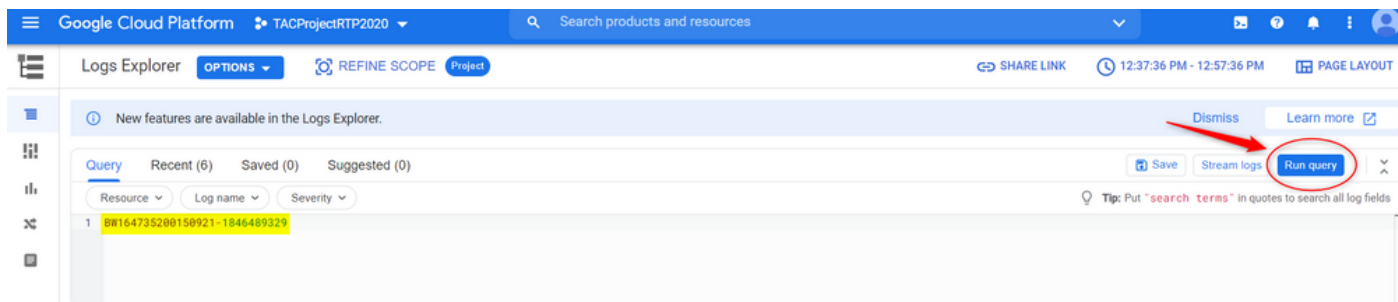 Google Cloud Platform TACProjectRTP2020 Search products and resources
Logs Explorer OPTIONS REFINE SCOPE Project SHARE LINK 12:37:36 PM - 12:57:36 PM PAGE LAYOUT
New features are available in the Logs Explorer. Dismiss Learn more
Query Recent (6) Saved (0) Suggested (0) Save Stream logs Run query
Resource Log name Severity Tip: Put "search terms" in quotes to search all log fields
1 BW164735200150921-1846489329